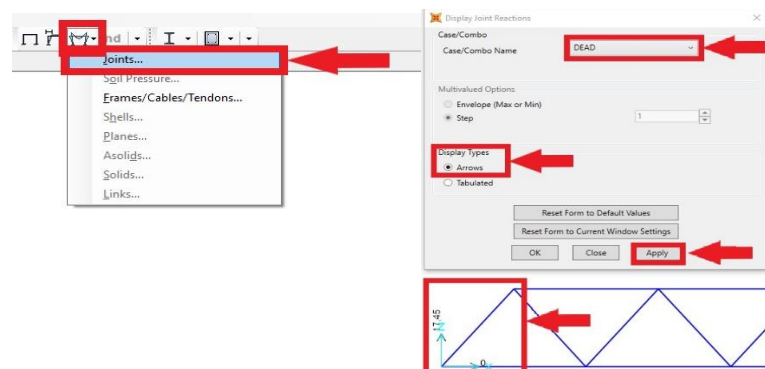 nd
Joints...
Soil Pressure...
Frames/Cables/Tendons...
Shells...
Planes...
Asolids...
Solids...
Links...
Display Joint Reactions
Case/Combo
Case/Combo Name
DEAD
Multivalued Options
Envelope (Max or Min)
Step
1
Display Types
Arrows
Tabulated
Reset Form to Default Values
Reset Form to Current Window Settings
OK
Close
Apply
17.45
0.